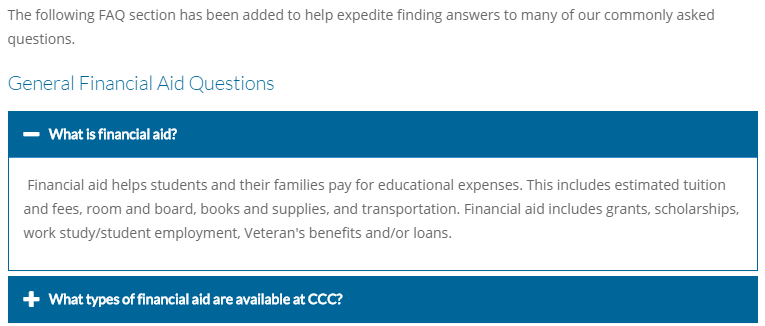 The following FAQ section has been added to help expedite finding answers to many of our commonly asked
questions.
General Financial Aid Questions
What is financial aid?
Financial aid helps students and their families pay for educational expenses. This includes estimated tuition
and fees, room and board, books and supplies, and transportation. Financial aid includes grants, scholarships,
work study/student employment, Veteran's benefits and/or loans.
What types of financial aid are available at CCC?